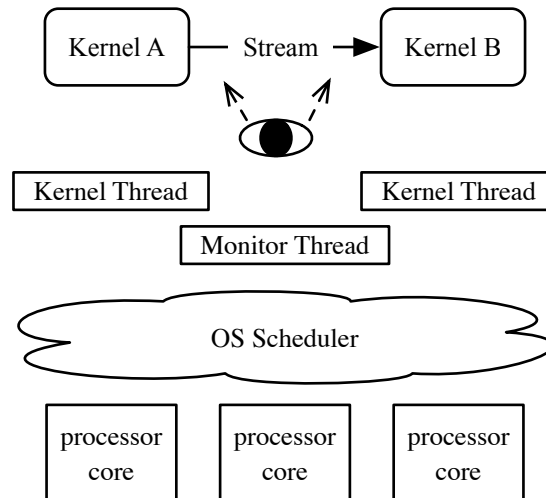 Kernel A Stream Kernel B
Kernel Thread Kernel Thread
Monitor Thread
OS Scheduler
processor processor processor
core core core